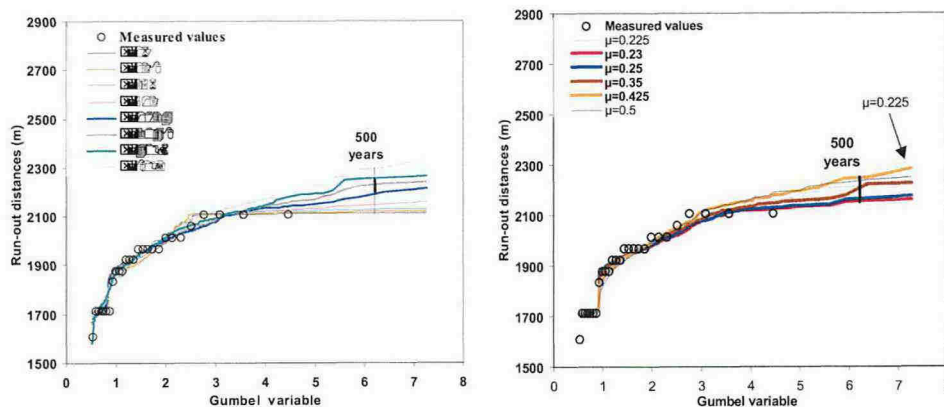 2900
2700
2500
2300
2100
1900
1700
1500
Run-out distances (m)
Measured values
500
years
0 1 2 3 4 5 6 7 8
Gumbel variable
2900
2700
2500
2300
2100
1900
1700
1500
Run-out distances (m)
Measured values
μ=0.225
μ=0.23
μ=0.25
μ=0.35
μ=0.425
μ=0.5
μ=0.225
500
years
0 1 2 3 4 5 6 7 8
Gumbel variable